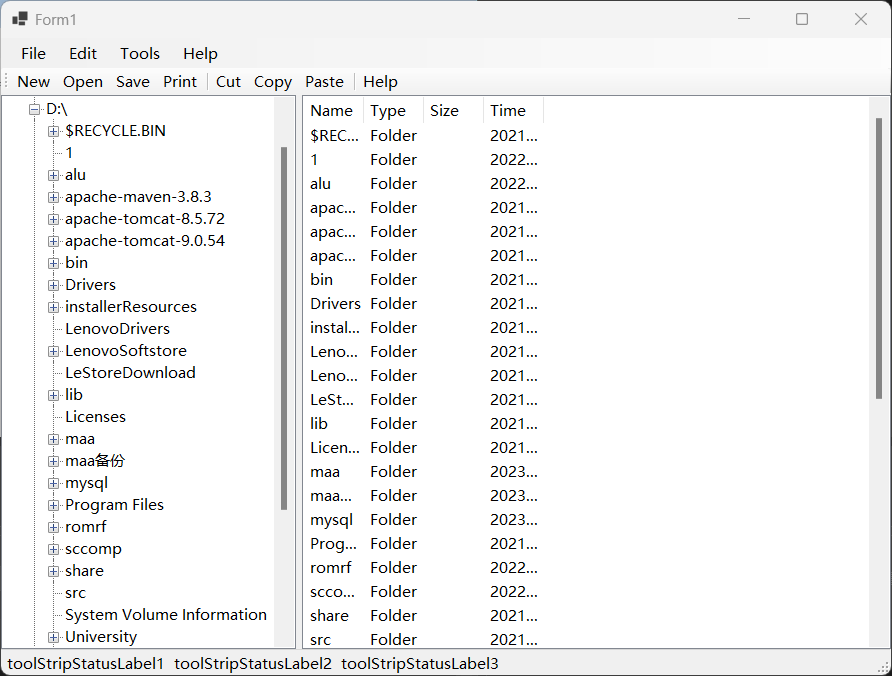 Form1
File Edit Tools Help
New Open Save Print Cut Copy Paste Help
D:\
$RECYCLE.BIN
1
alu
apache-maven-3.8.3
apache-tomcat-8.5.72
apache-tomcat-9.0.54
bin
Drivers
installerResources
LenovoDrivers
LenovoSoftstore
LeStoreDownload
lib
Licenses
maa
maa备份
mysql
Program Files
romrf
sccomp
share
src
System Volume Information
University
Name Type Size Time
$REC... Folder 2021...
1 Folder 2022...
alu Folder 2022...
apac... Folder 2021...
apac... Folder 2021...
apac... Folder 2021...
bin Folder 2021...
Drivers Folder 2021...
instal... Folder 2021...
Leno... Folder 2021...
Leno... Folder 2021...
LeSt... Folder 2021...
lib Folder 2021...
Licen... Folder 2021...
maa Folder 2023...
maa... Folder 2023...
mysql Folder 2023...
Prog... Folder 2021...
romrf Folder 2022...
scco... Folder 2022...
share Folder 2021...
src Folder 2021...
toolStripStatusLabel1 toolStripStatusLabel2 toolStripStatusLabel3